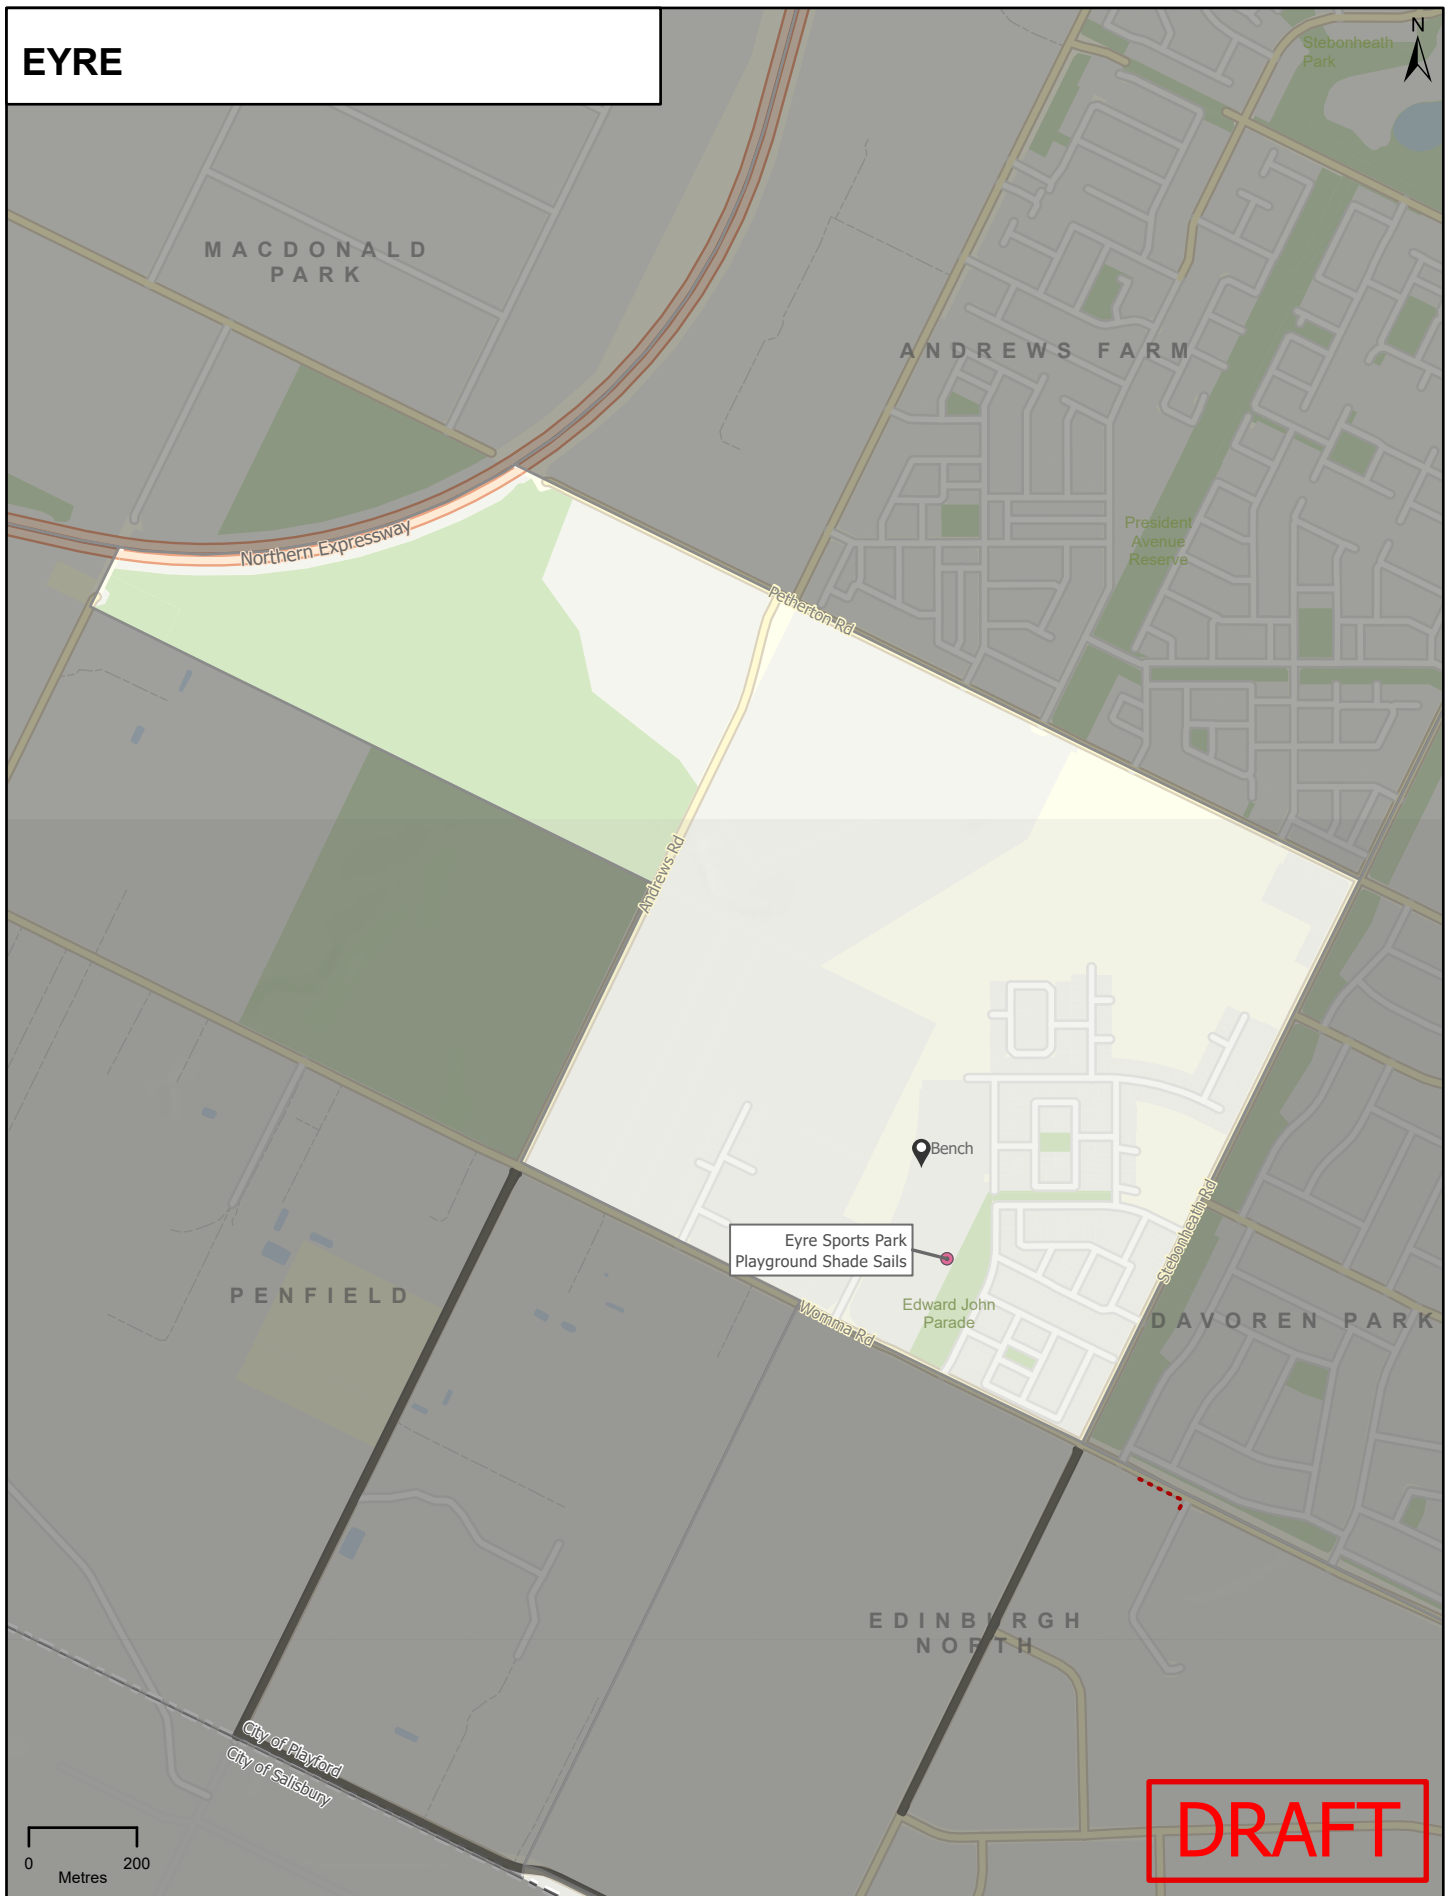 EYRE
N
Stebonheath
Park
MACDONALD
PARK
ANDREWS FARM
President
Avenue
Reserve
Northern Expressway
Petherton Rd
Andrews Rd
Bench
Stebonheath Rd
Eyre Sports Park
Playground Shade Sails
Edward John
Parade
Womma Rd
PENFIELD
DAVOREN PARK
EDINBURGH
NORTH
City of Playford
City of Salisbury
DRAFT
0 200
Metres